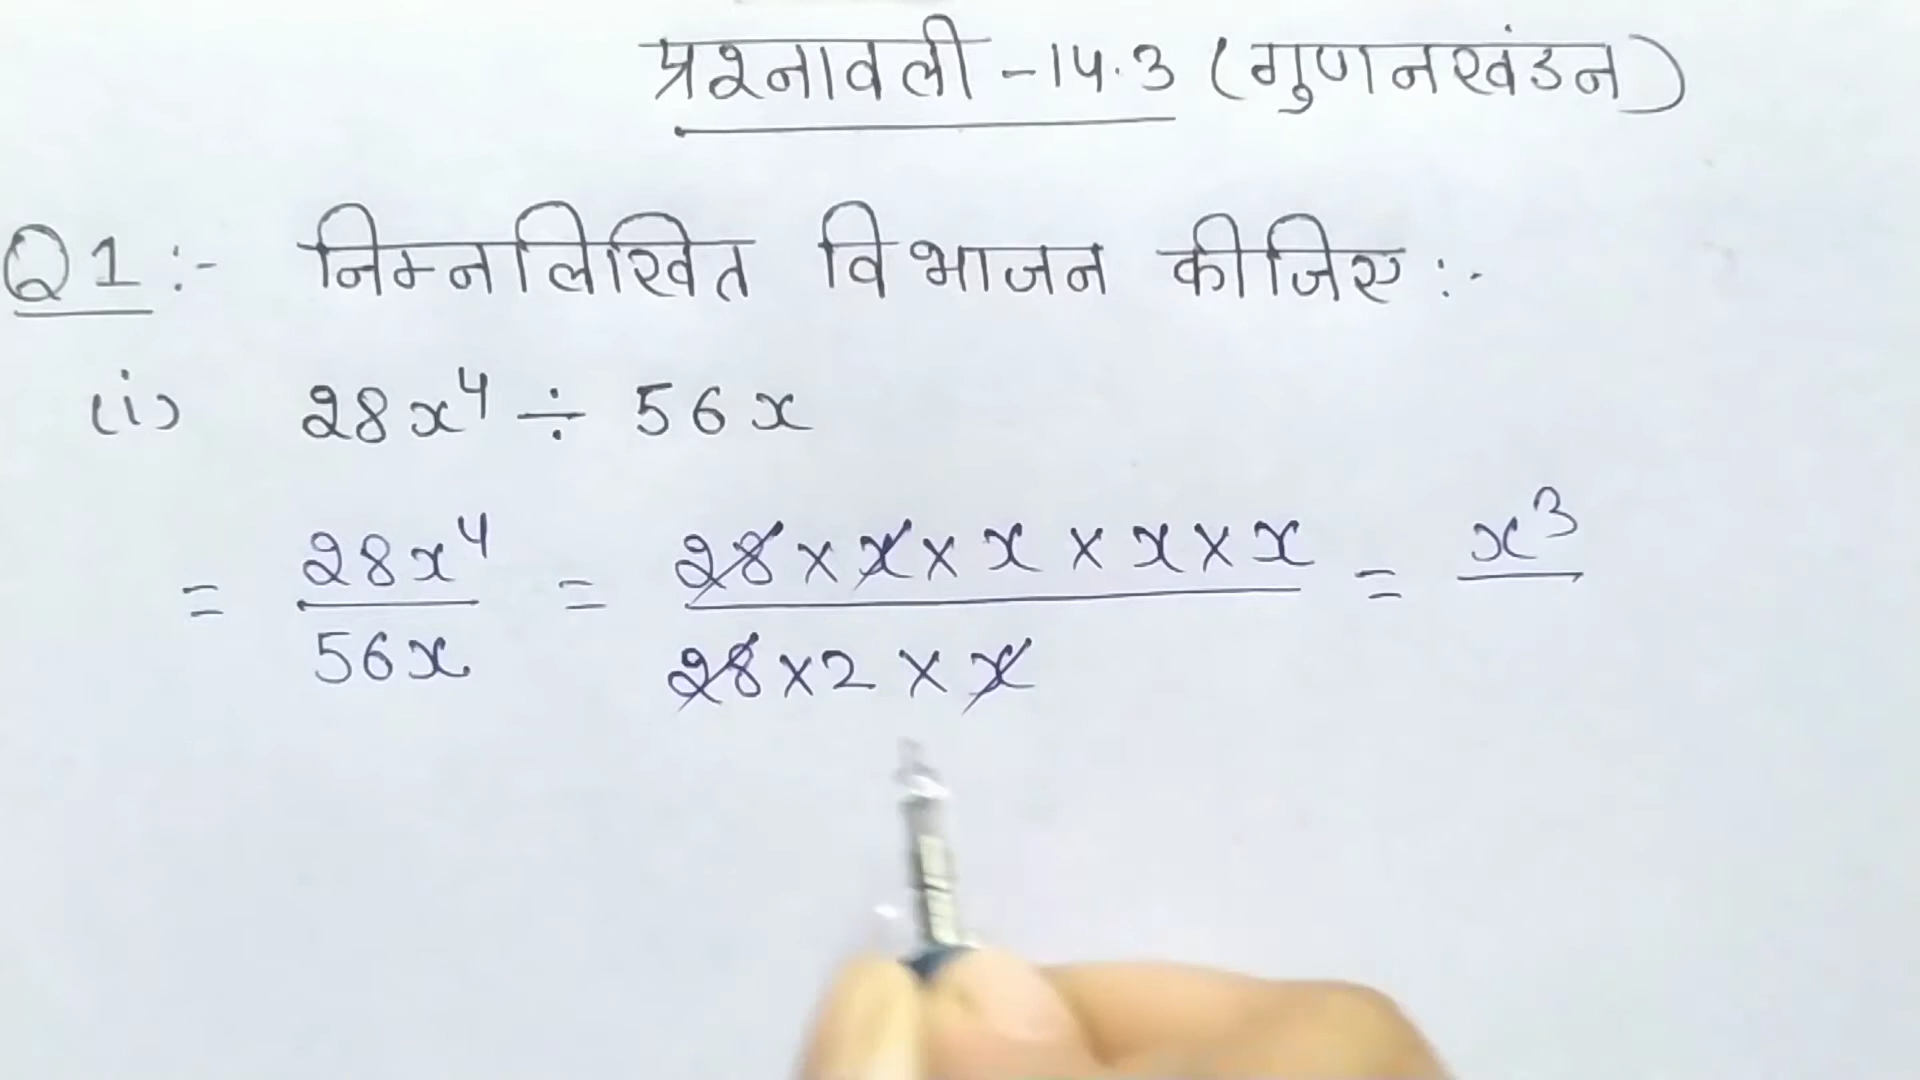 प्रश्नावली - 14.3 (गुणनखंडन)
Q1:- निम्नलिखित विभाजन कीजिए:-
(i) 28x⁴ ÷ 56x
= 28x⁴/56x = 28×x×x×x×x/28×2×x = x³/